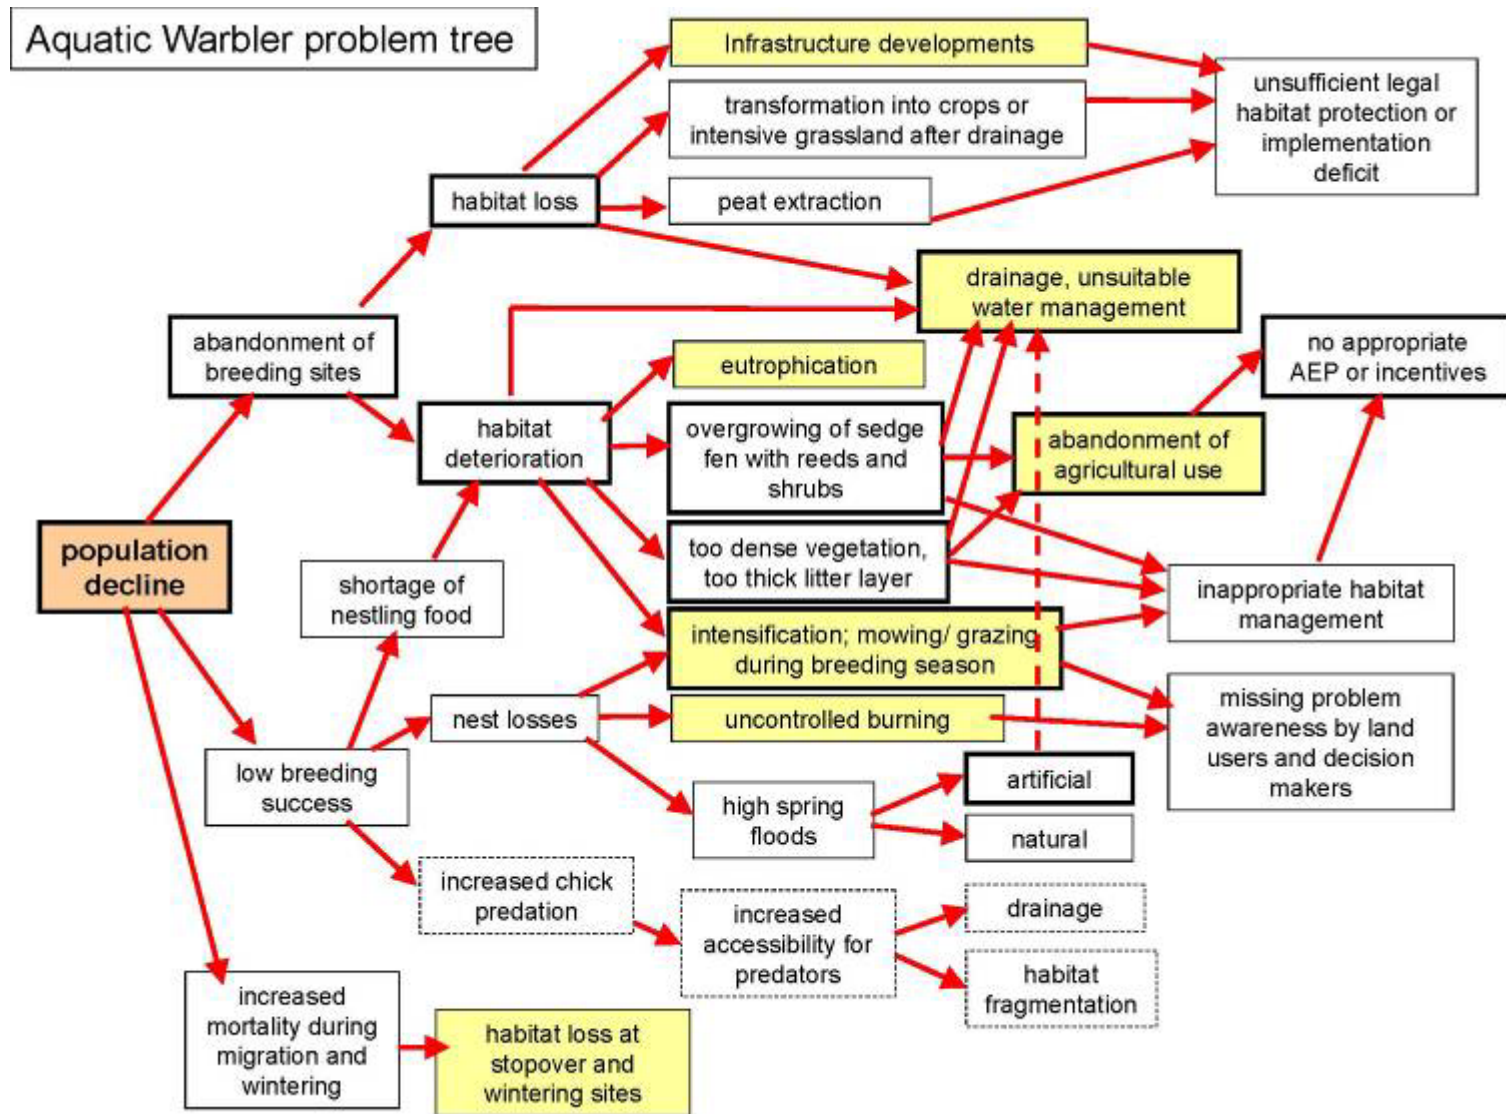 Aquatic Warbler problem tree
Infrastructure developments
transformation into crops or
intensive grassland after drainage
unsufficient legal
habitat protection or
implementation
deficit
habitat loss
peat extraction
drainage, unsuitable
water management
abandonment of
breeding sites
no appropriate
AEP or incentives
eutrophication
habitat
deterioration
overgrowing of sedge
fen with reeds and
shrubs
abandonment of
agricultural use
population
decline
too dense vegetation,
too thick litter layer
shortage of
nestling food
inappropriate habitat
management
intensification; mowing/ grazing
during breeding season
nest losses
uncontrolled burning
missing problem
awareness by land
users and decision
makers
low breeding
success
high spring
floods
artificial
natural
increased chick
predation
increased
accessibility for
predators
drainage
habitat
fragmentation
increased
mortality during
migration and
wintering
habitat loss at
stopover and
wintering sites